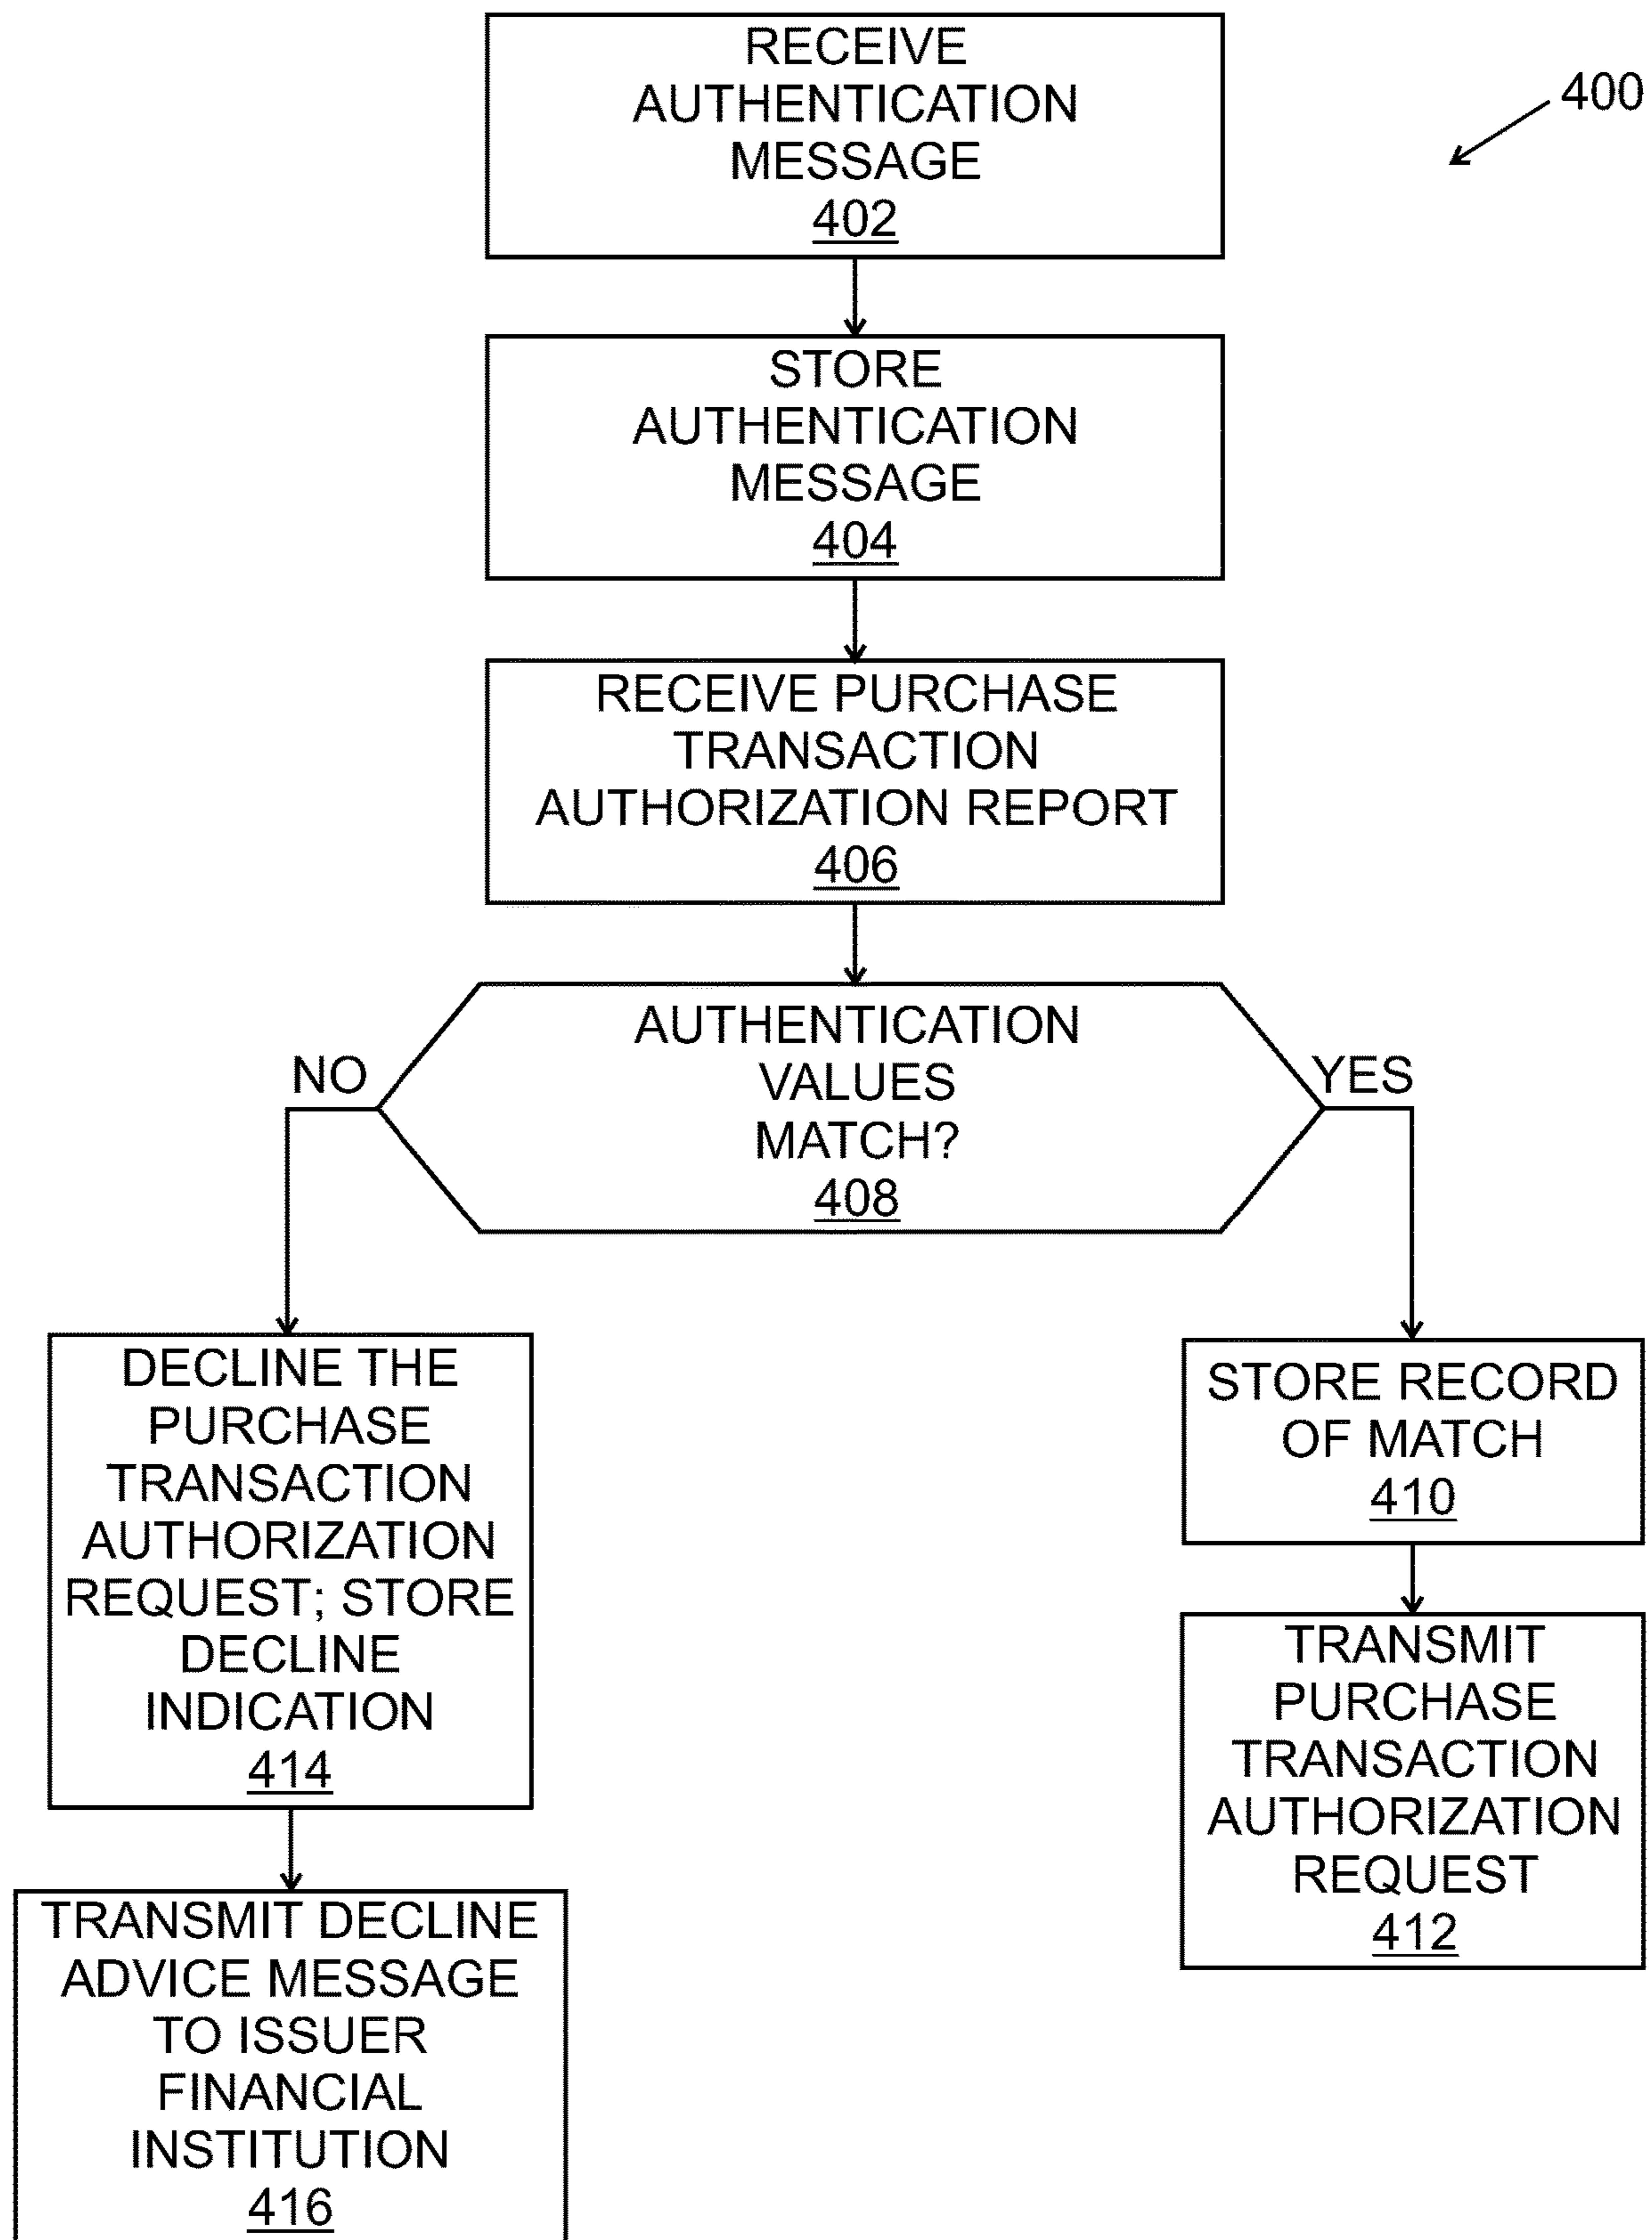 RECEIVE
AUTHENTICATION
MESSAGE
402
400
STORE
AUTHENTICATION
MESSAGE
404
RECEIVE PURCHASE
TRANSACTION
AUTHORIZATION REPORT
406
AUTHENTICATION
VALUES
MATCH?
408
NO
YES
DECLINE THE
PURCHASE
TRANSACTION
AUTHORIZATION
REQUEST; STORE
DECLINE
INDICATION
414
TRANSMIT DECLINE
ADVICE MESSAGE
TO ISSUER
FINANCIAL
INSTITUTION
416
STORE RECORD
OF MATCH
410
TRANSMIT
PURCHASE
TRANSACTION
AUTHORIZATION
REQUEST
412